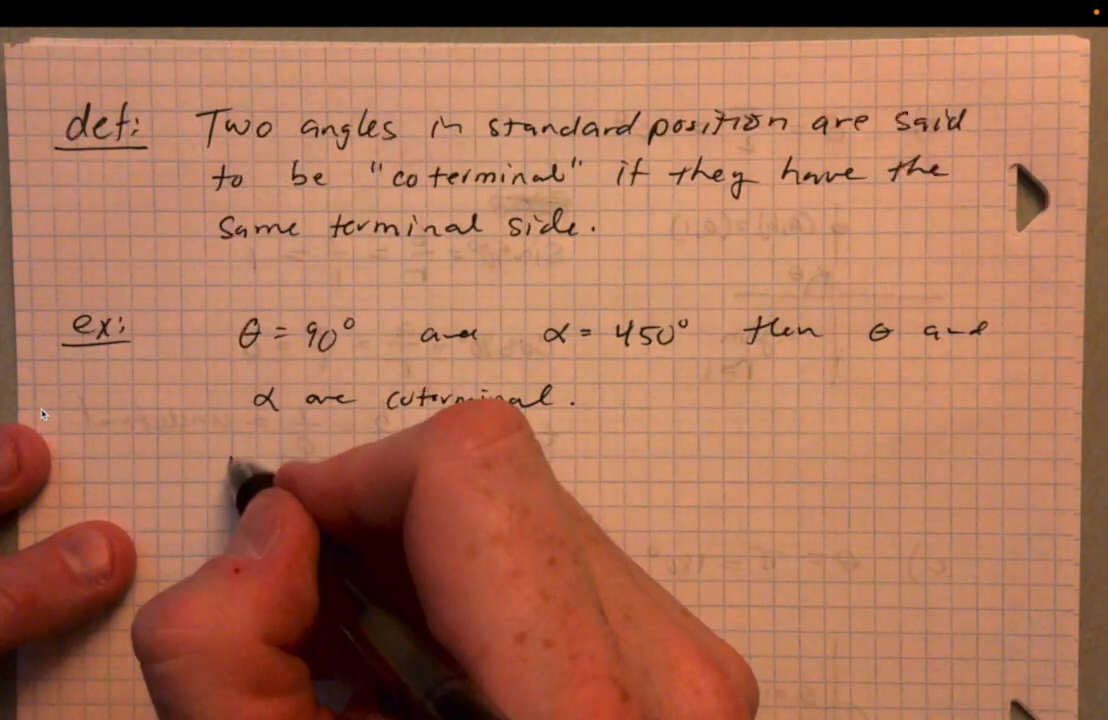 def: Two angles in standard position are said
to be "coterminal" if they have the
same terminal side.
ex: θ = 90° and α = 450° then θ and
α are coterminal.